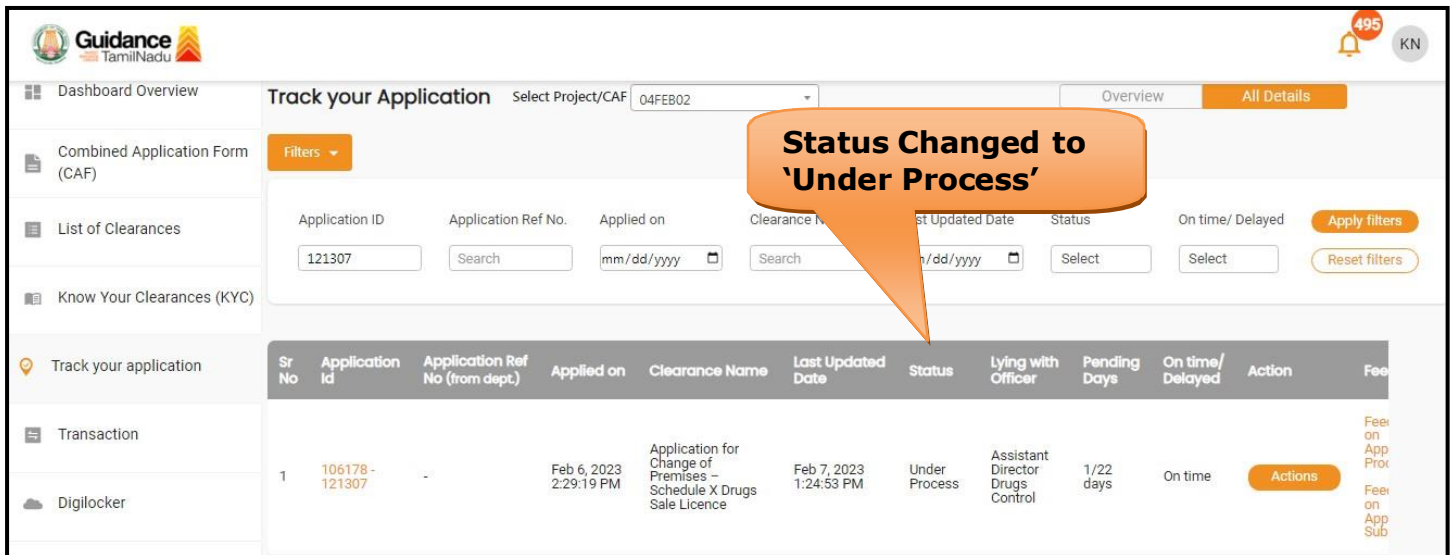 Guidance
TamilNadu
495
KN
Dashboard Overview
Track your Application
Select Project/CAF
04FEB02
Overview
All Details
Combined Application Form
(CAF)
Filters
Status Changed to
‘Under Process’
List of Clearances
Application ID
Application Ref No.
Applied on
Status
On time/ Delayed
Apply filters
121307
Search
mm/dd/yyyy
Search
Select
Select
Reset filters
Know Your Clearances (KYC)
Track your application
Sr No
Application Id
Application Ref No (from dept.)
Applied on
Clearance Name
Last Updated Date
Status
Lying with Officer
Pending Days
On time/ Delayed
Action
Transaction
Digilocker
1
106178 -
121307
-
Feb 6, 2023
2:29:19 PM
Application for
Change of
Premises –
Schedule X Drugs
Sale Licence
Feb 7, 2023
1:24:53 PM
Under
Process
Assistant
Director
Drugs
Control
1/22
days
On time
Actions
on
on